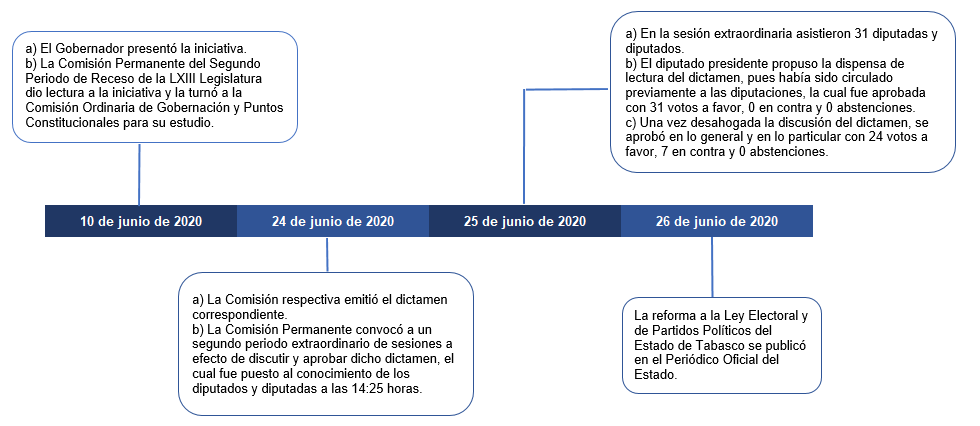 a) El Gobernador presentó la iniciativa.
b) La Comisión Permanente del Segundo
Periodo de Receso de la LXIII Legislatura
dio lectura a la iniciativa y la turnó a la
Comisión Ordinaria de Gobernación y Puntos
Constitucionales para su estudio.
a) En la sesión extraordinaria asistieron 31 diputadas y
diputados.
b) El diputado presidente propuso la dispensa de
lectura del dictamen, pues había sido circulado
previamente a las diputaciones, la cual fue aprobada
con 31 votos a favor, 0 en contra y 0 abstenciones.
c) Una vez desahogada la discusión del dictamen, se
aprobó en lo general y en lo particular con 24 votos a
favor, 7 en contra y 0 abstenciones.
10 de junio de 2020
24 de junio de 2020
25 de junio de 2020
26 de junio de 2020
a) La Comisión respectiva emitió el dictamen
correspondiente.
b) La Comisión Permanente convocó a un
segundo periodo extraordinario de sesiones a
efecto de discutir y aprobar dicho dictamen, el
cual fue puesto al conocimiento de los
diputados y diputadas a las 14:25 horas.
La reforma a la Ley Electoral y
de Partidos Políticos del
Estado de Tabasco se publicó
en el Periódico Oficial del
Estado.